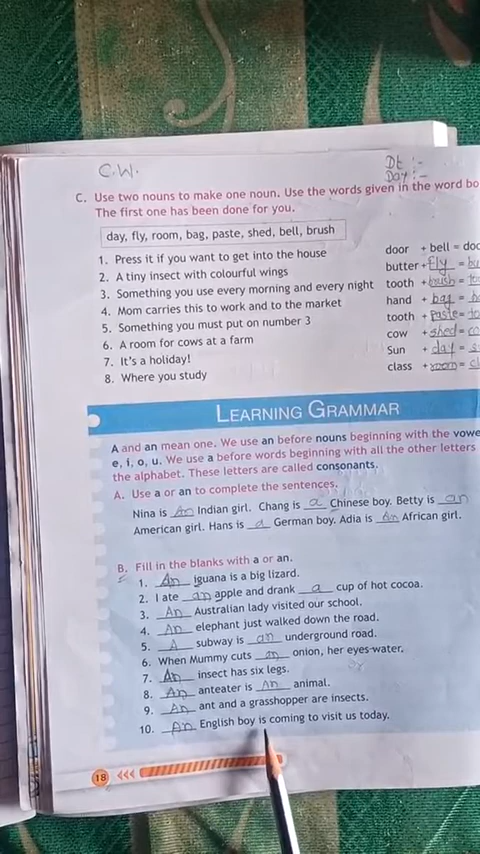 C.W.
Dt :-
Day :-
C. Use two nouns to make one noun. Use the words given in the word bo
The first one has been done for you.
day, fly, room, bag, paste, shed, bell, brush
1. Press it if you want to get into the house door + bell = doo
2. A tiny insect with colourful wings butter + fly = bu
3. Something you use every morning and every night tooth + brush = too
4. Mom carries this to work and to the market hand + bag = ha
5. Something you must put on number 3 tooth + paste = to
6. A room for cows at a farm cow + shed = co
7. It's a holiday! Sun + day = s
8. Where you study class + room = cl
LEARNING GRAMMAR
A and an mean one. We use an before nouns beginning with the vowe
e, i, o, u. We use a before words beginning with all the other letters
the alphabet. These letters are called consonants.
A. Use a or an to complete the sentences.
Nina is An Indian girl. Chang is a Chinese boy. Betty is an
American girl. Hans is a German boy. Adia is An African girl.
B. Fill in the blanks with a or an.
1. An iguana is a big lizard.
2. I ate an apple and drank a cup of hot cocoa.
3. An Australian lady visited our school.
4. An elephant just walked down the road.
5. A subway is an underground road.
6. When Mummy cuts an onion, her eyes water.
7. An insect has six legs.
8. An anteater is An animal.
9. An ant and a grasshopper are insects.
10. An English boy is coming to visit us today.
18